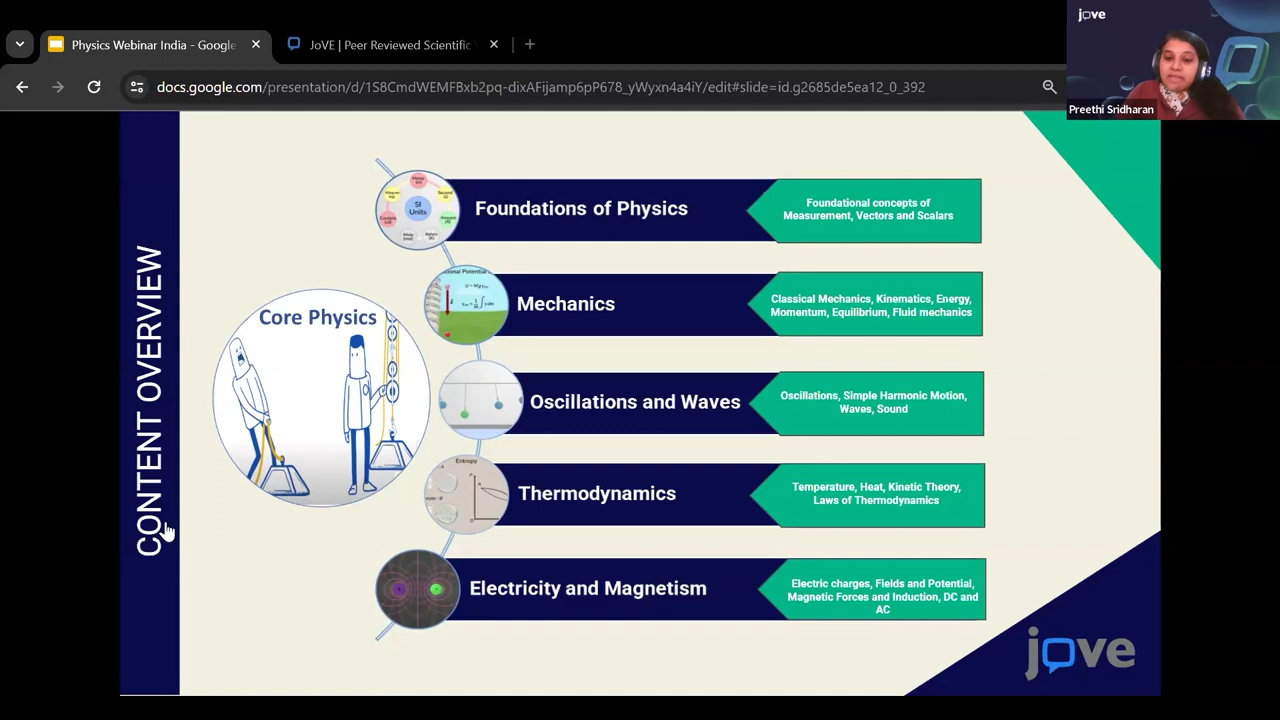 Physics Webinar India - Google
JoVE | Peer Reviewed Scientific
docs.google.com/presentation/d/1S8CmdWEMFBxb2pq-dixAFijamp6pP678_yWyxn4a4iY/edit#slide=id.g2685de5ea12_0_392
jove
Preethi Sridharan
CONTENT OVERVIEW
Core Physics
SI
Units
Foundations of Physics
Foundational concepts of
Measurement, Vectors and Scalars
Mechanics
Classical Mechanics, Kinematics, Energy,
Momentum, Equilibrium, Fluid mechanics
Oscillations and Waves
Oscillations, Simple Harmonic Motion,
Waves, Sound
Entropy
Thermodynamics
Temperature, Heat, Kinetic Theory,
Laws of Thermodynamics
Electricity and Magnetism
Electric charges, Fields and Potential,
Magnetic Forces and Induction, DC and
AC
jove